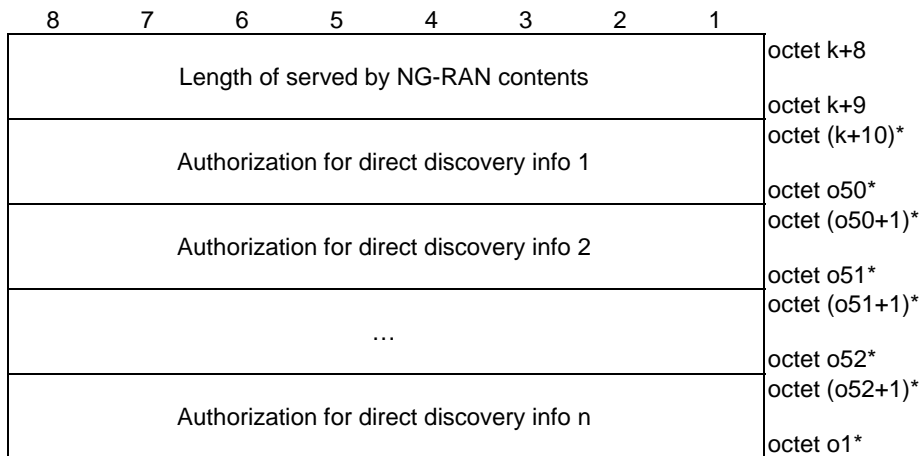 8 7 6 5 4 3 2 1
octet k+8
Length of served by NG-RAN contents
octet k+9
octet (k+10)*
Authorization for direct discovery info 1
octet o50*
octet (o50+1)*
Authorization for direct discovery info 2
octet o51*
octet (o51+1)*
…
octet o52*
octet (o52+1)*
Authorization for direct discovery info n
octet o1*